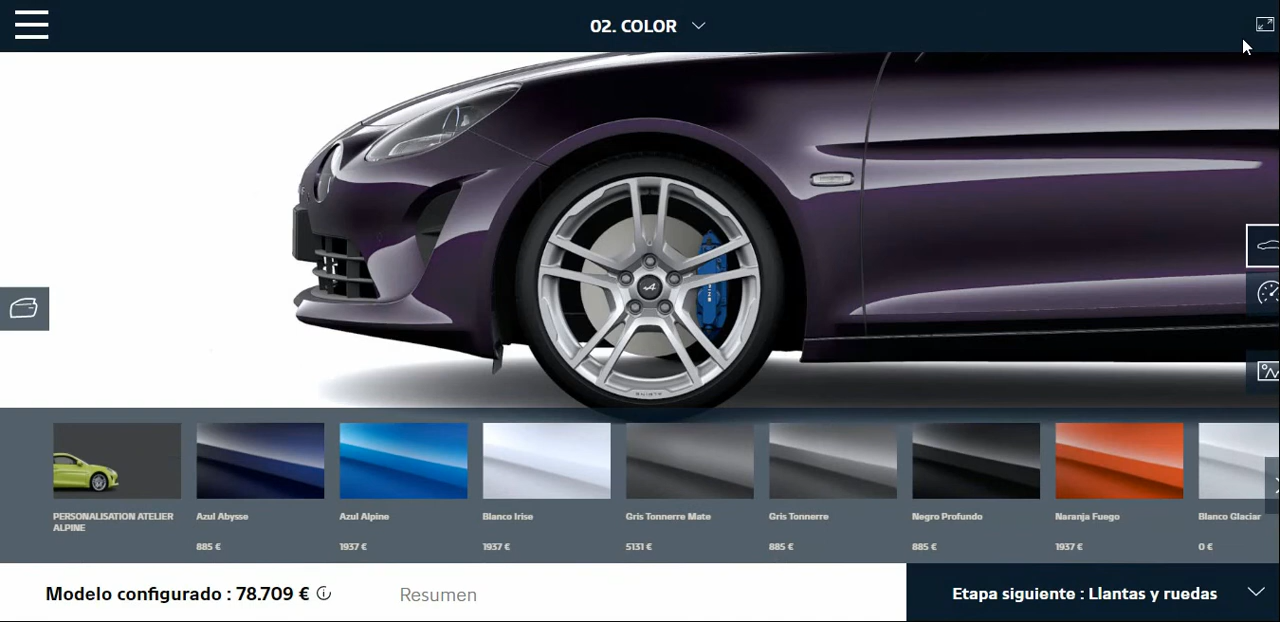 02. COLOR
PERSONALISATION ATELIER
ALPINE
Azul Abysse
885 €
Azul Alpine
1937 €
Blanco Irise
1937 €
Gris Tonnerre Mate
5131 €
Gris Tonnerre
885 €
Negro Profundo
885 €
Naranja Fuego
1937 €
Blanco Glaciar
0 €
Modelo configurado : 78.709 €
Resumen
Etapa siguiente : Llantas y ruedas